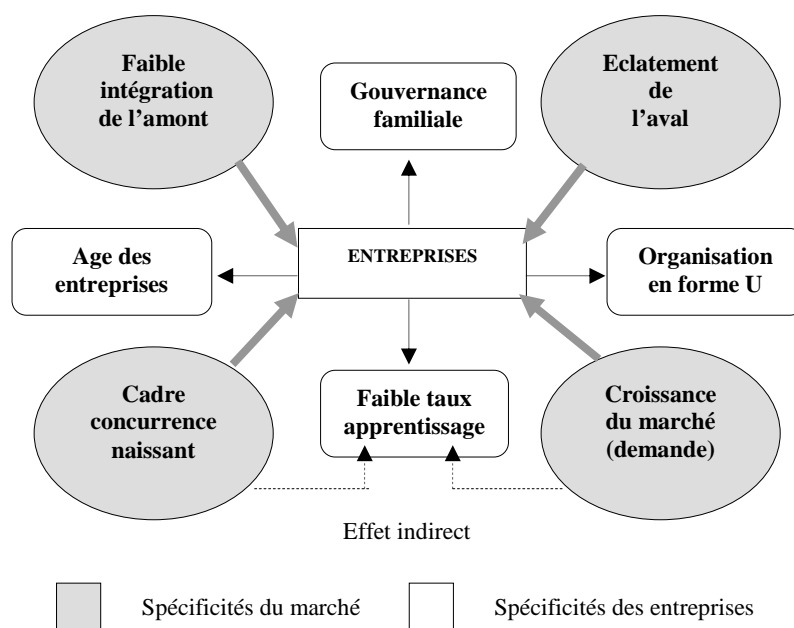 Faible
intégration
de l'amont
Gouvernance
familiale
Eclatement
de
l'aval
Age des
entreprises
ENTREPRISES
Organisation
en forme U
Cadre
concurrence
naissant
Faible taux
apprentissage
Croissance
du marché
(demande)
Effet indirect
Spécificités du marché
Spécificités des entreprises